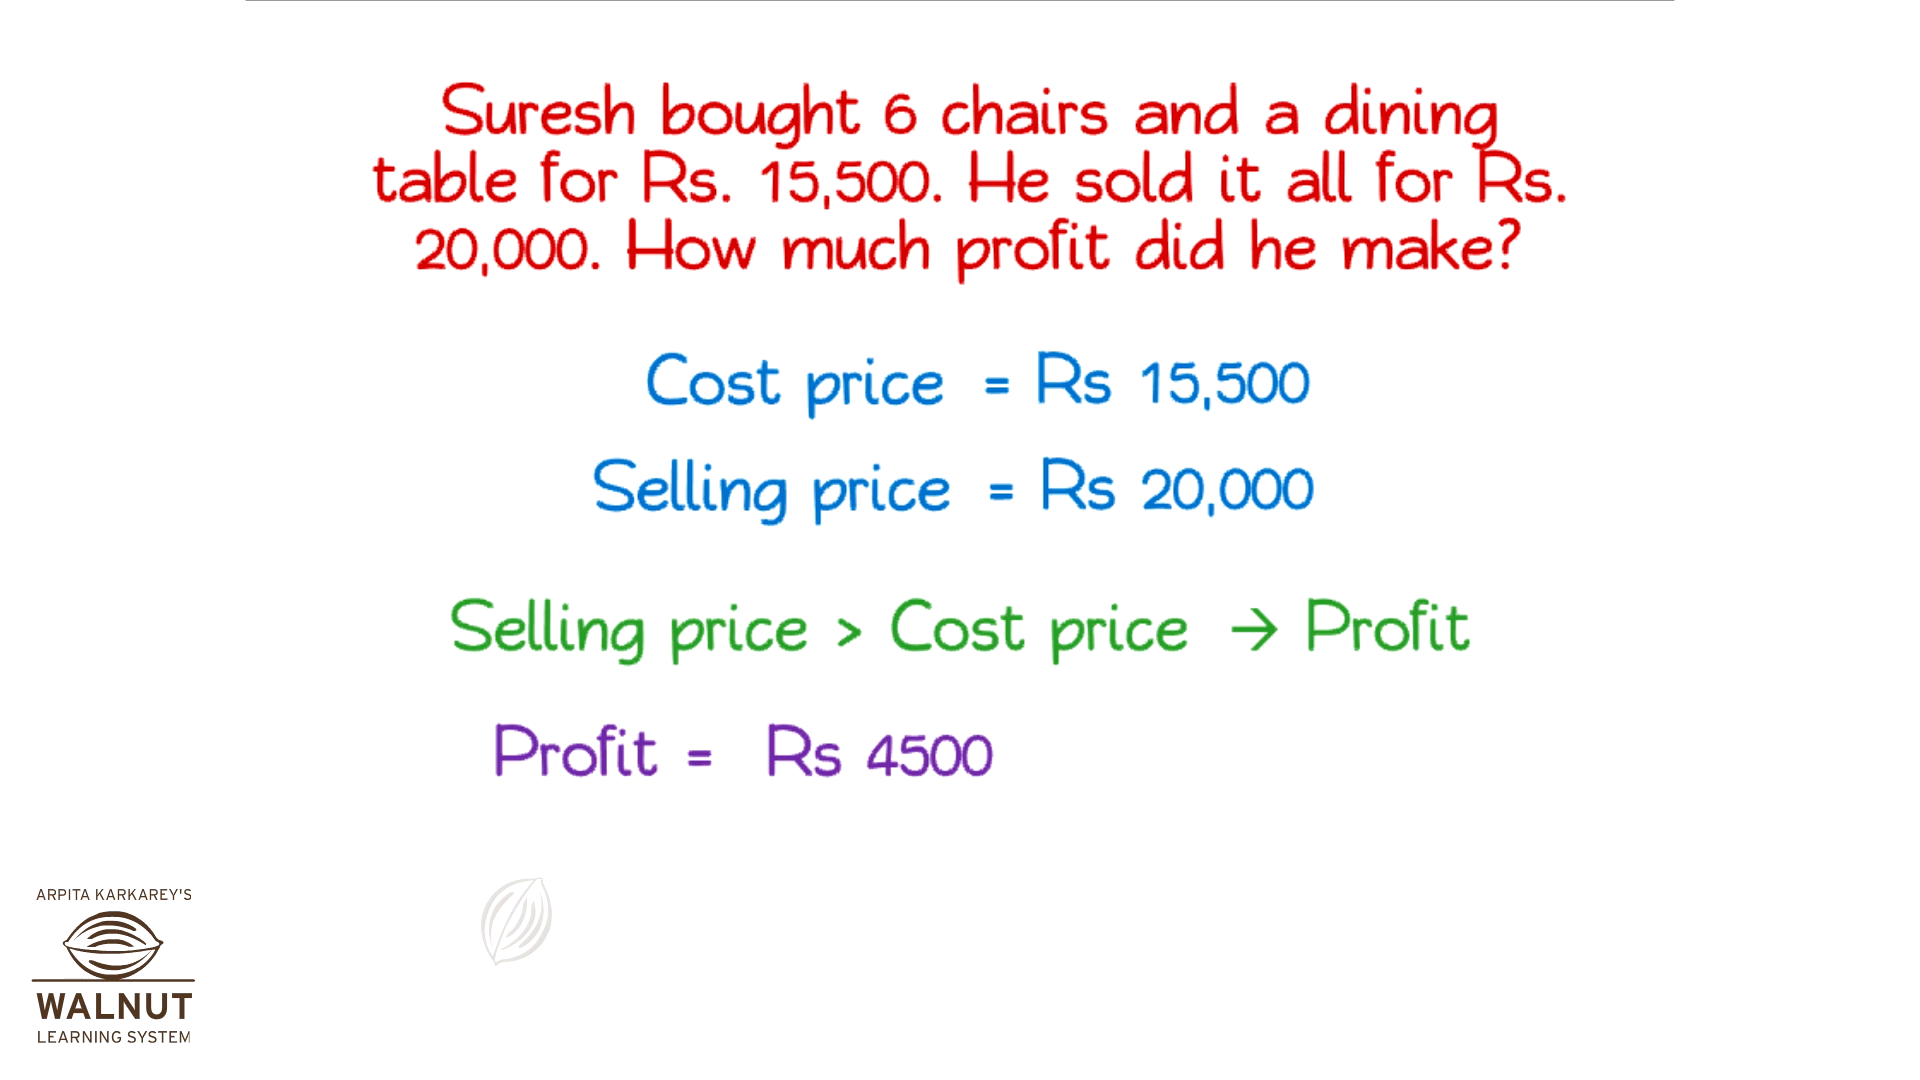 Suresh bought 6 chairs and a dining
table for Rs. 15,500. He sold it all for Rs.
20,000. How much profit did he make?
Cost price = Rs 15,500
Selling price = Rs 20,000
Selling price > Cost price → Profit
Profit = Rs 4500
ARPITA KARKAREY'S
WALNUT
LEARNING SYSTEM